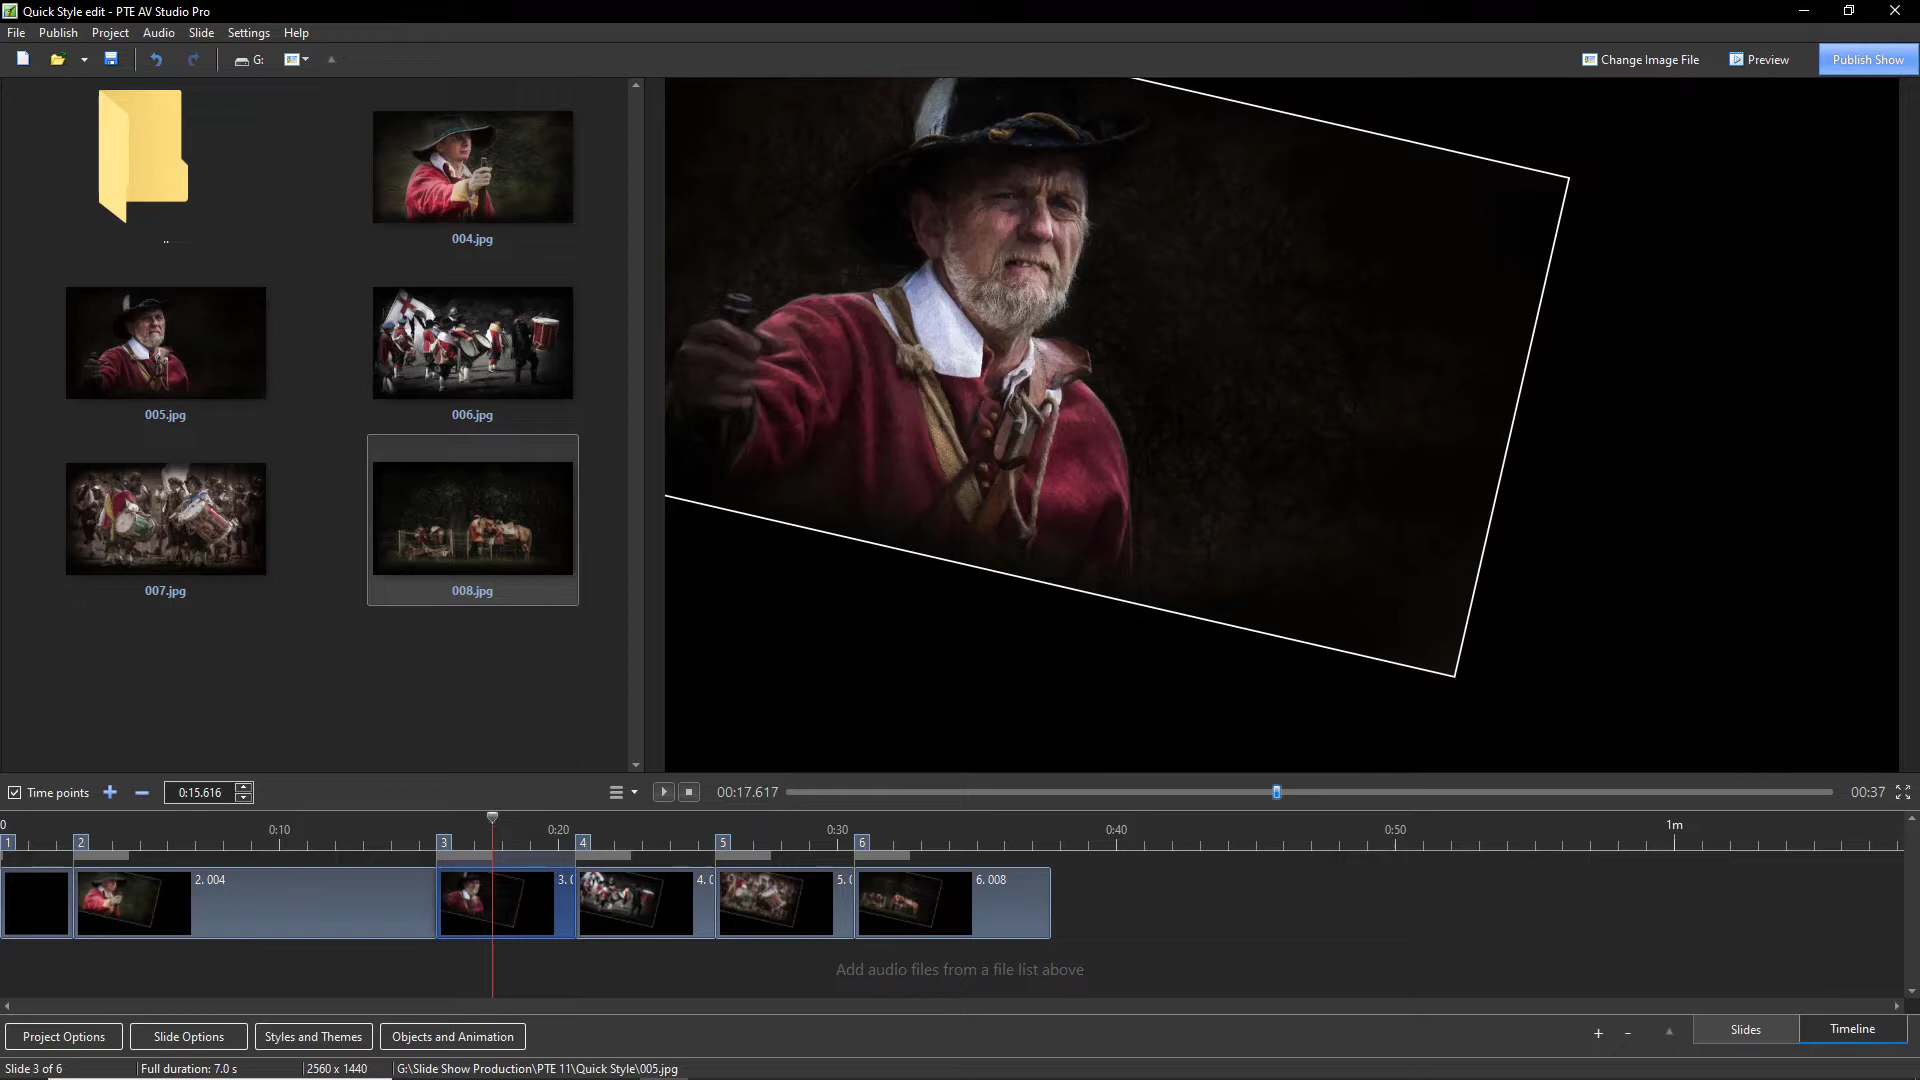 Quick Style edit - PTE AV Studio Pro
File Publish Project Audio Slide Settings Help
G:
Change Image File
Preview
Publish Show
..
004.jpg
005.jpg
006.jpg
007.jpg
008.jpg
Time points
0:15.616
00:17.617
00:37
0
0:10
0:20
0:30
0:40
0:50
1m
1
2
3
4
5
6
2. 004
3. (
4. (
5. (
6. 008
Add audio files from a file list above
Project Options
Slide Options
Styles and Themes
Objects and Animation
+
-
Slides
Timeline
Slide 3 of 6
Full duration: 7.0 s
2560 x 1440
G:\Slide Show Production\PTE 11\Quick Style\005.jpg